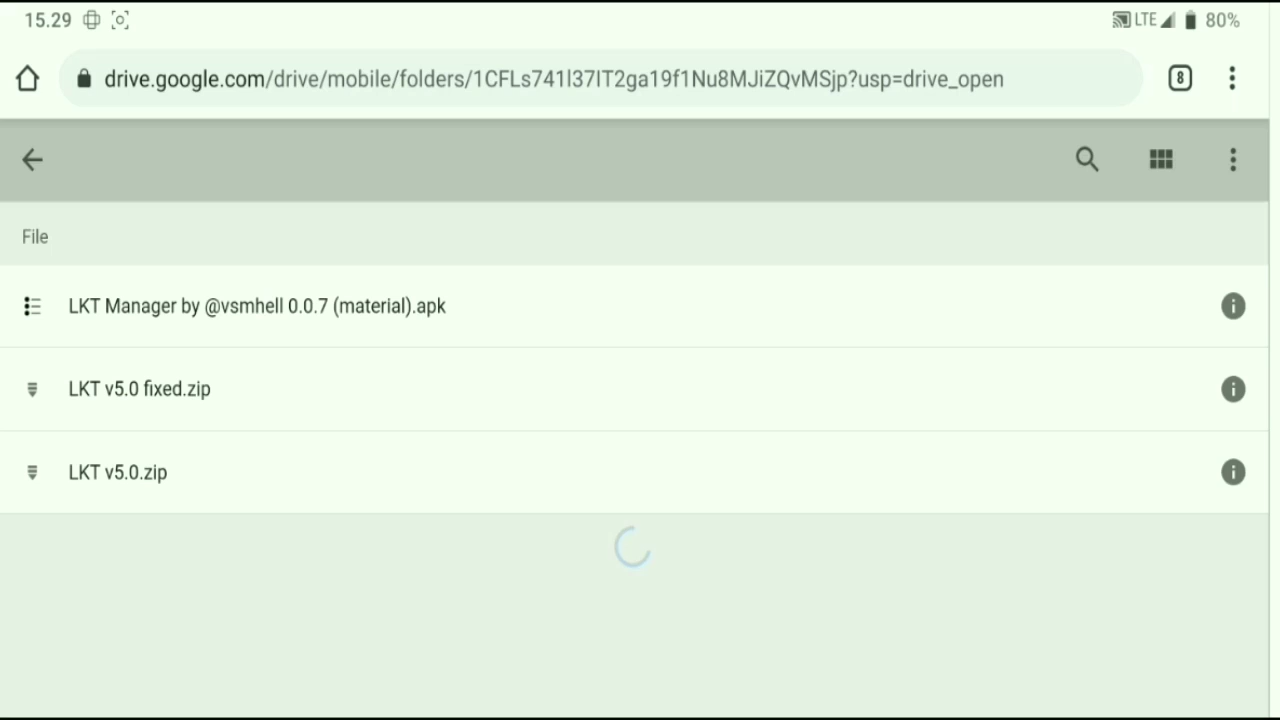 15.29 LTE 80%
drive.google.com/drive/mobile/folders/1CFLs741l37IT2ga19f1Nu8MJiZQvMSjp?usp=drive_open 8
File
LKT Manager by @vsmhell 0.0.7 (material).apk
LKT v5.0 fixed.zip
LKT v5.0.zip